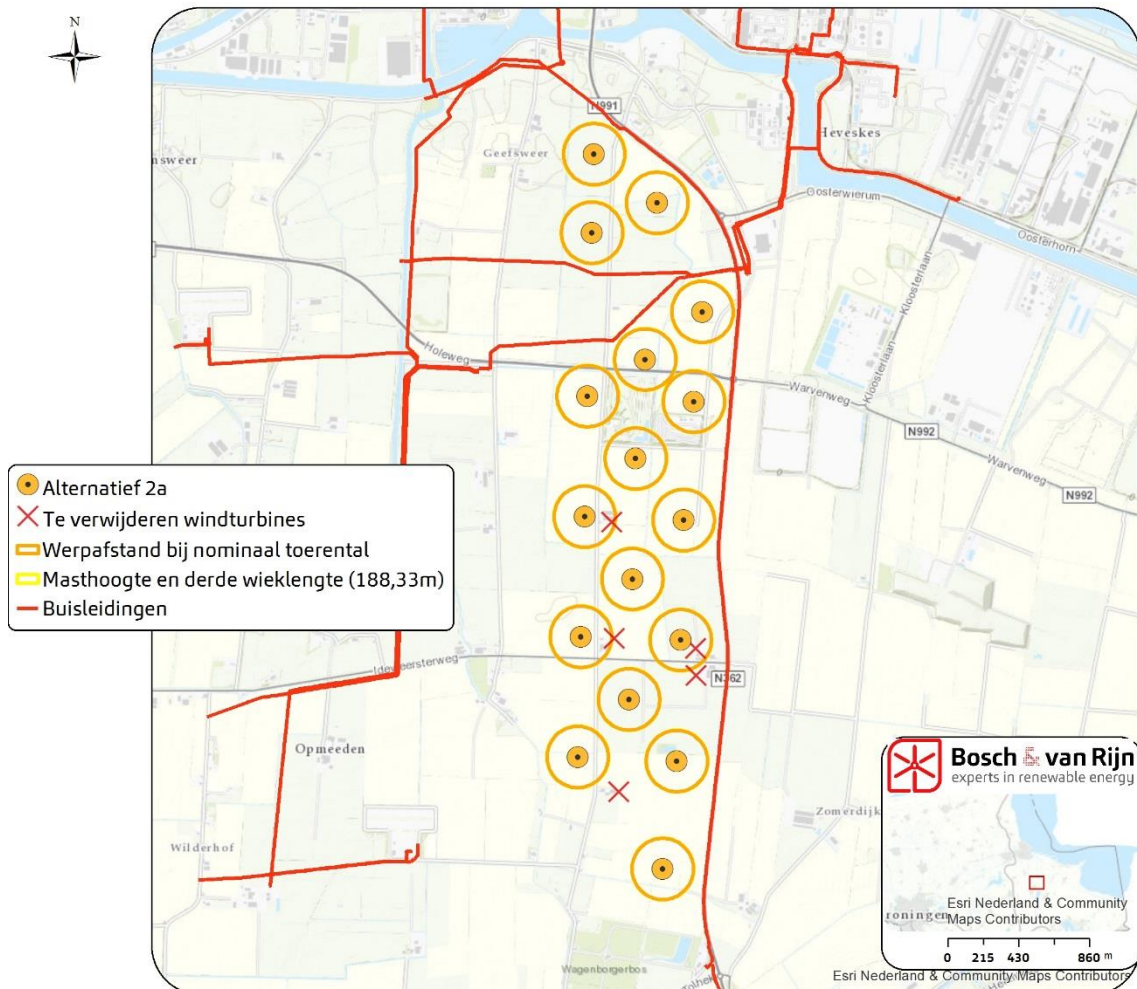 N
N991
Heveskes
Geefsweer
Oosterwierum
Oosterhorn
Kloosterlaan
Kloosterlaan
Holeweg
Warvenweg
N992
Warvenweg
N992
Alternatief 2a
Te verwijderen windturbines
Werpafstand bij nominaal toerental
Masthoogte en derde wieklengte (188,33m)
Buisleidingen
N362
Opmeeden
Wilderhof
Zomerdijk
Wagenborgerbos
Bosch & van Rijn
experts in renewable energy
Esri Nederland & Community
Maps Contributors
roningen
0 215 430 860 m
Esri Nederland & Community Maps Contributors